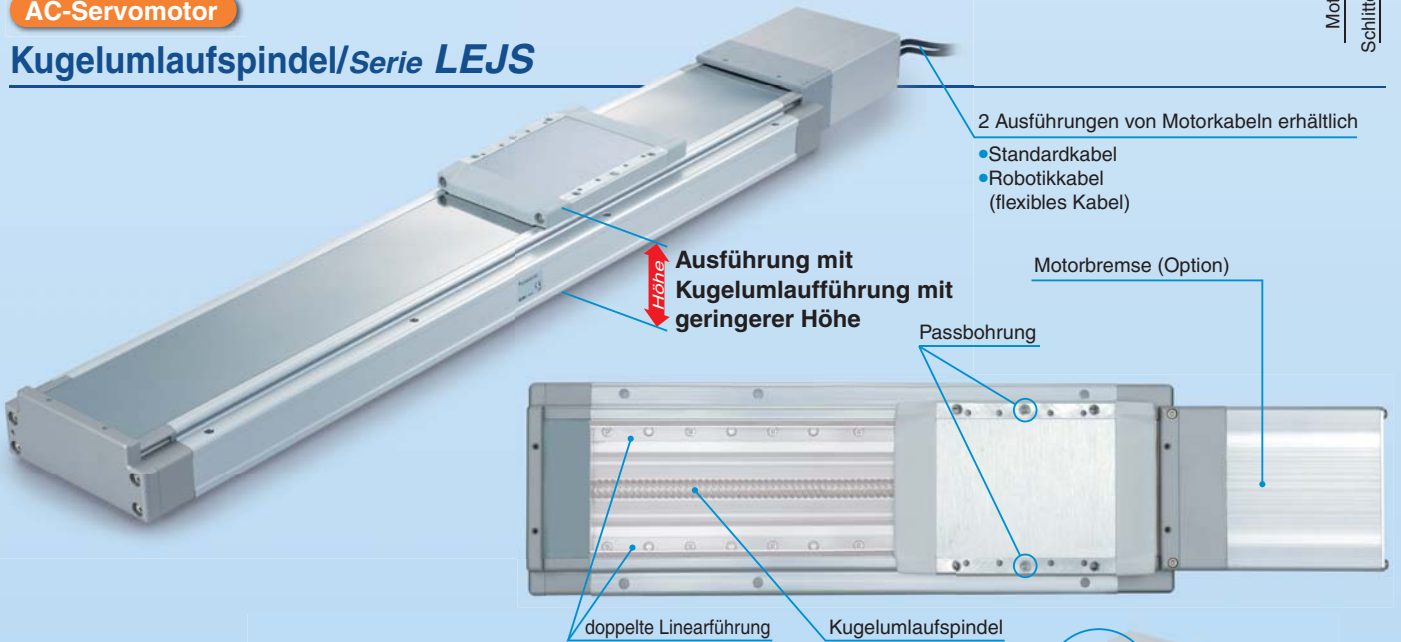 AC-Servomotor
Kugelumlaufspindel/Serie LEJS
2 Ausführungen von Motorkabeln erhältlich
•Standardkabel
•Robotikkabel
(flexibles Kabel)
Höhe
Ausführung mit
Kugelumlaufführung mit
geringerer Höhe
Motorbremse (Option)
Passbohrung
doppelte Linearführung
Kugelumlaufspindel